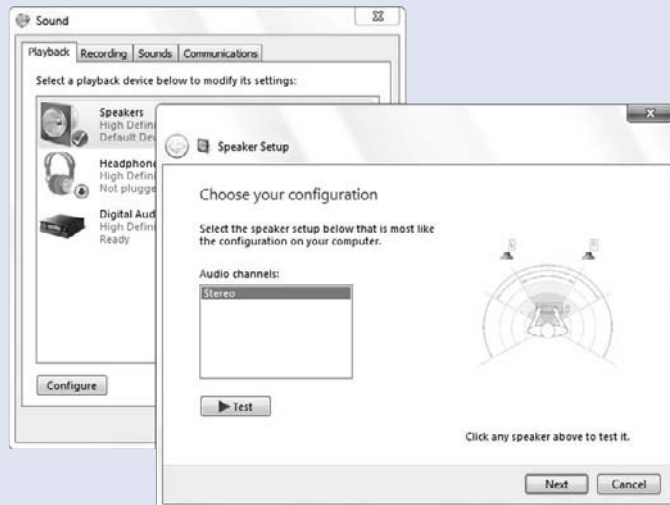 Sound
Playback Recording Sounds Communications
Select a playback device below to modify its settings:
Speakers
High Defini
Default Dev
Headphone
High Defini
Not plugge
Digital Aud
High Defini
Ready
Configure
Speaker Setup
Choose your configuration
Select the speaker setup below that is most like
the configuration on your computer.
Audio channels:
Stereo
Test
Click any speaker above to test it.
Next Cancel